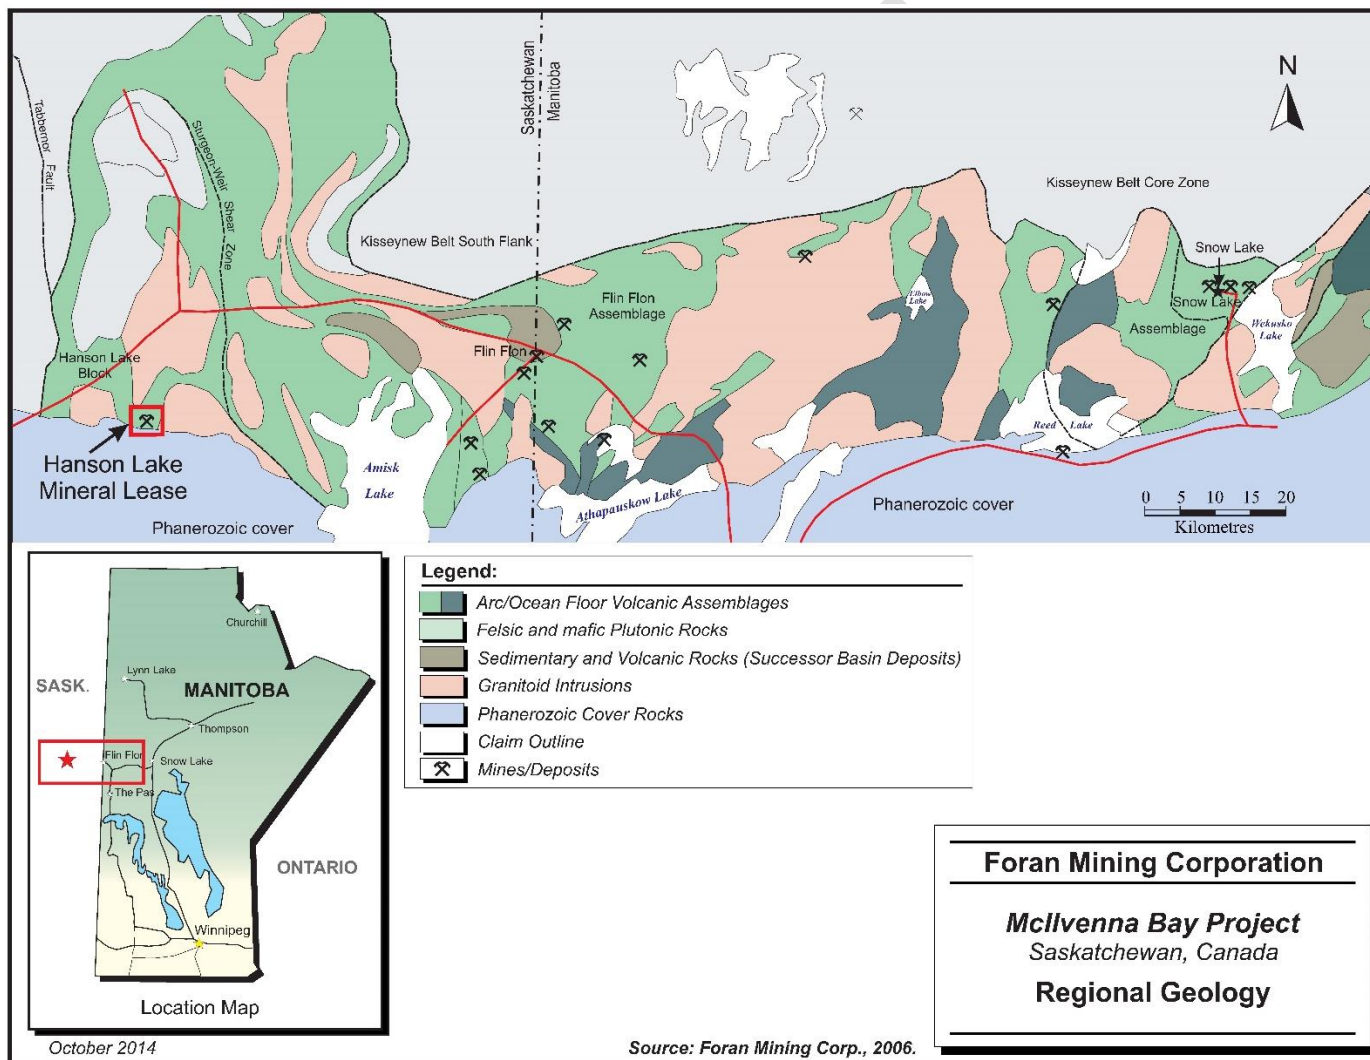 Saskatchewan
Manitoba
N
Tabbernor Fault
Sturgeon-Weir Shear Zone
Kisseynew Belt South Flank
Kisseynew Belt Core Zone
Snow Lake
Snow Lake
Assemblage
Elbow
Lake
Wekusko
Lake
Flin Flon
Assemblage
Flin Flon
Hanson Lake
Block
Hanson Lake
Mineral Lease
Amisk
Lake
Reed Lake
Athapauskow Lake
Phanerozoic cover
Phanerozoic cover
0 5 10 15 20
Kilometres
Churchill
Lynn Lake
SASK.
MANITOBA
Thompson
Flin Flon
Snow Lake
The Pas
ONTARIO
Winnipeg
Location Map
October 2014
Legend:
Arc/Ocean Floor Volcanic Assemblages
Felsic and mafic Plutonic Rocks
Sedimentary and Volcanic Rocks (Successor Basin Deposits)
Granitoid Intrusions
Phanerozoic Cover Rocks
Claim Outline
Mines/Deposits
Foran Mining Corporation
McIlvenna Bay Project
Saskatchewan, Canada
Regional Geology
Source: Foran Mining Corp., 2006.